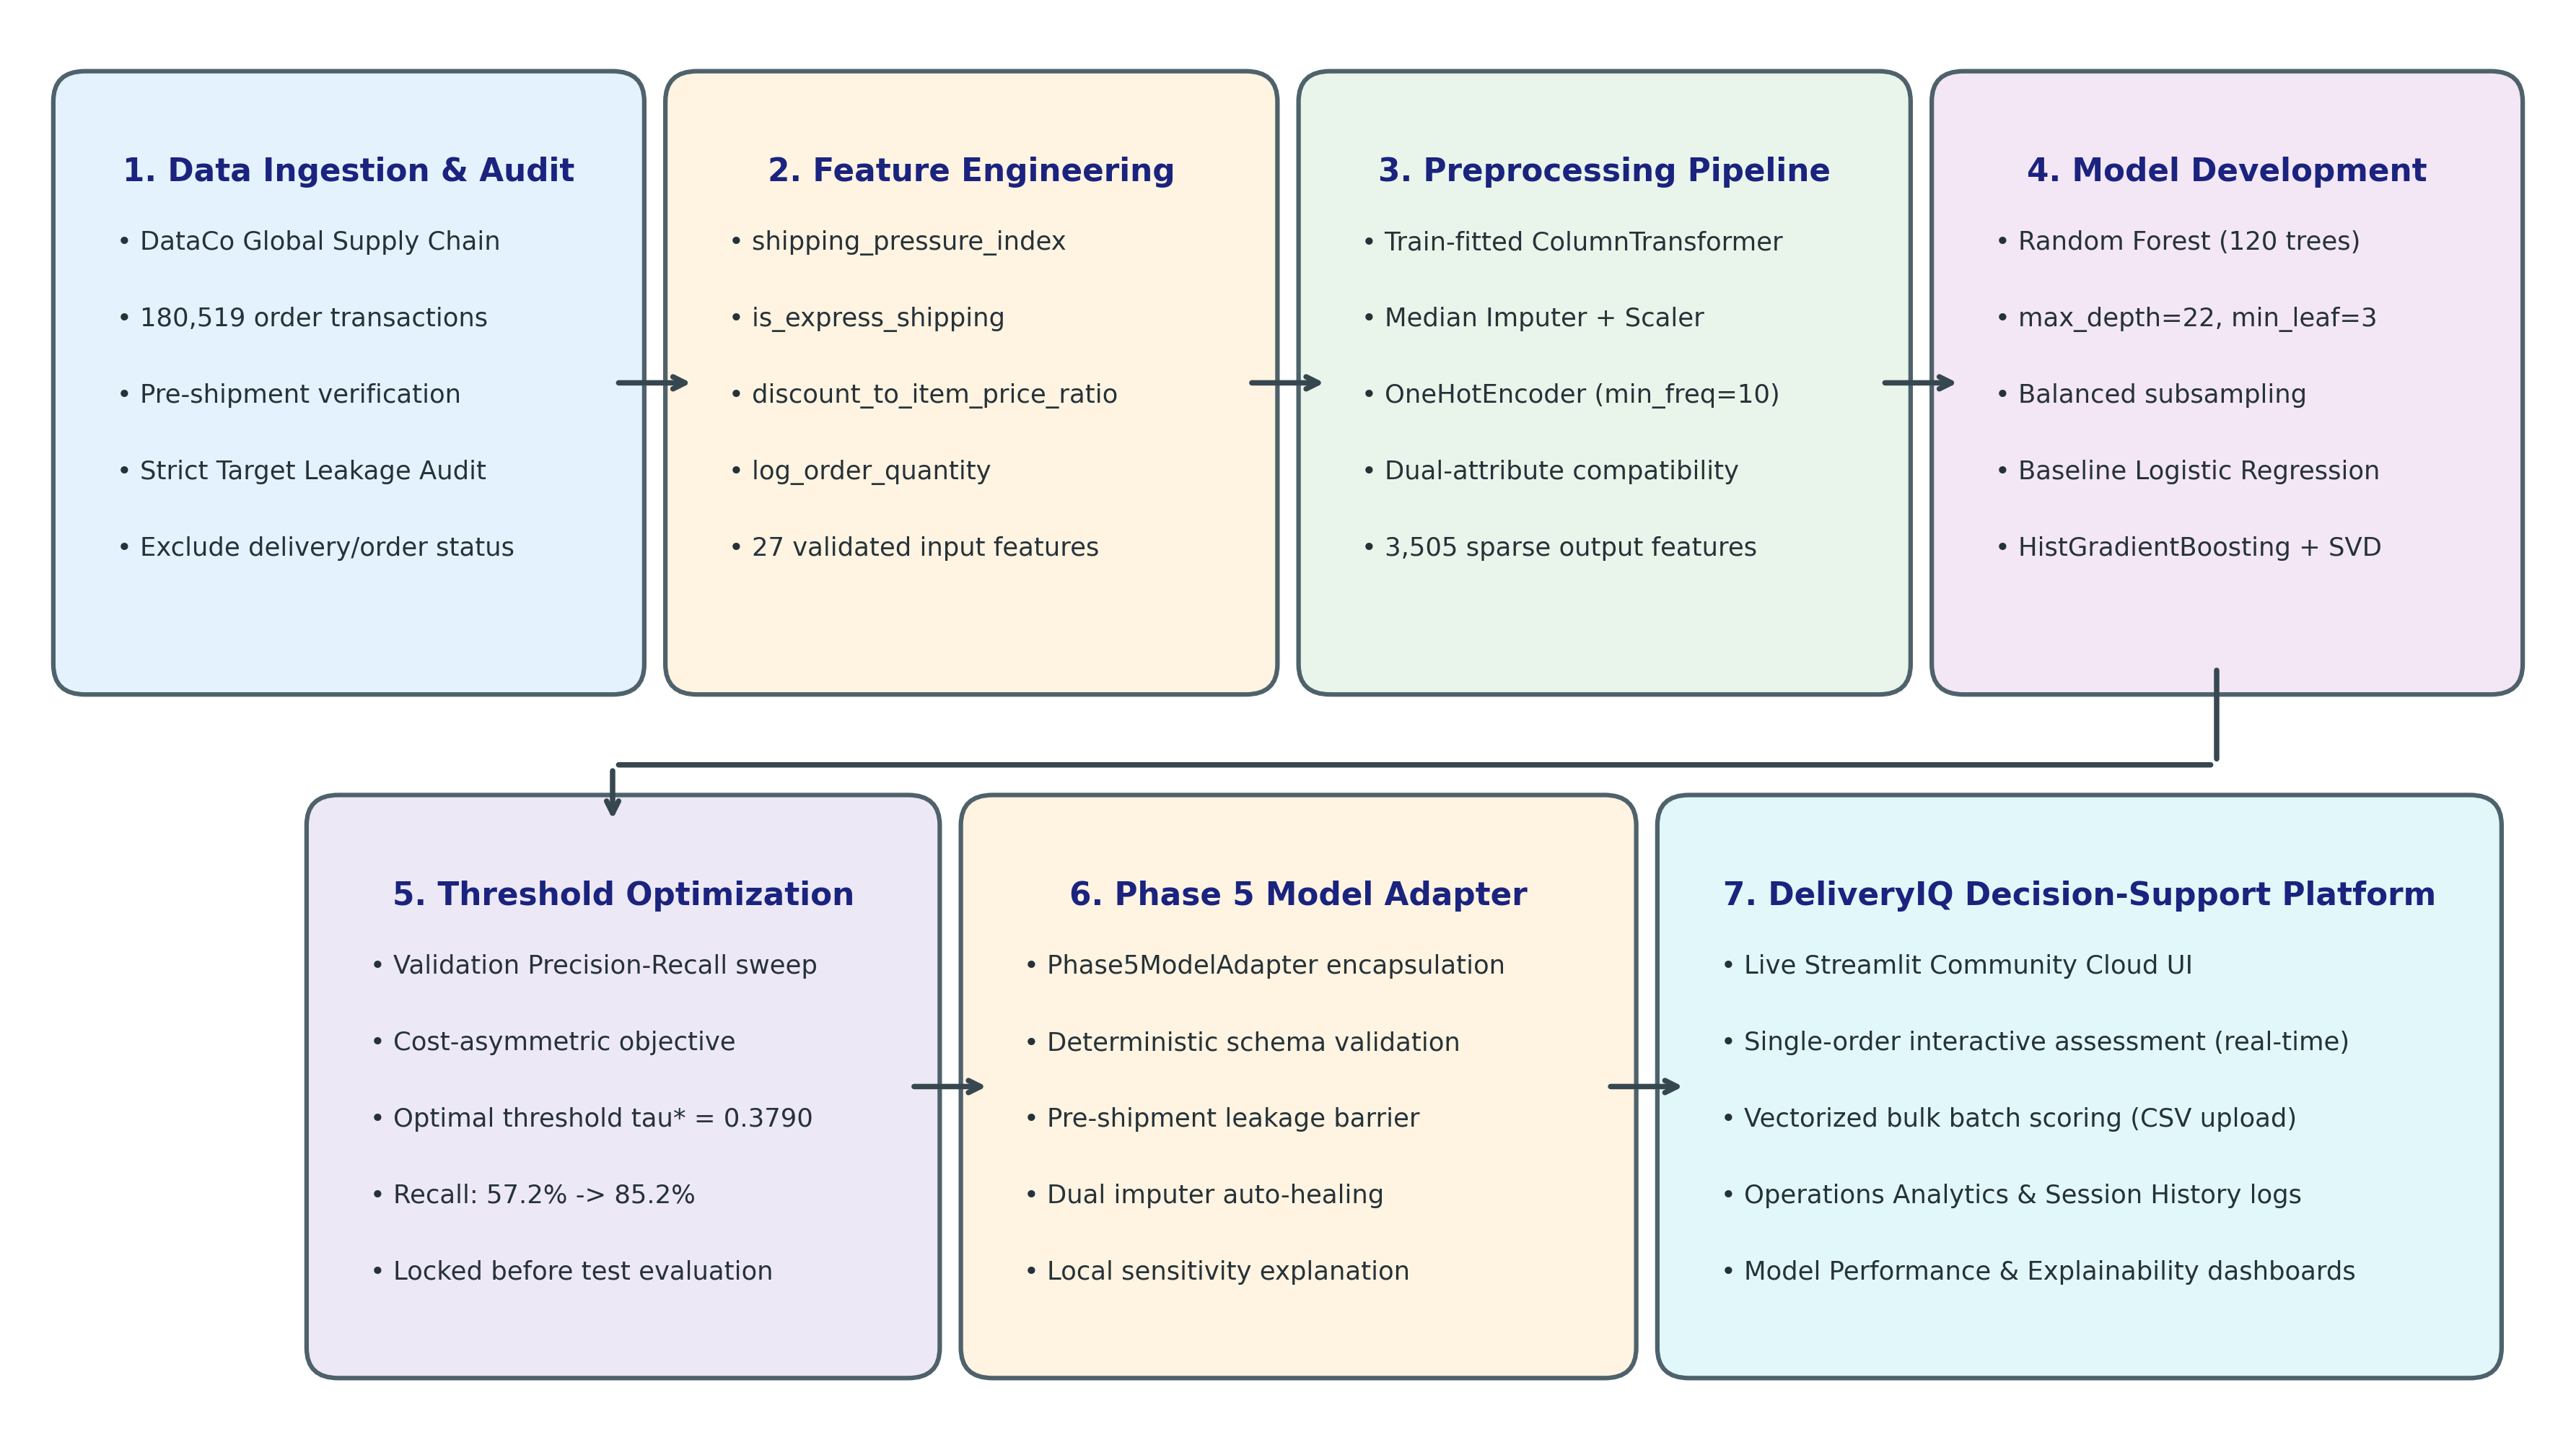 1. Data Ingestion & Audit
• DataCo Global Supply Chain
• 180,519 order transactions
• Pre-shipment verification
• Strict Target Leakage Audit
• Exclude delivery/order status
2. Feature Engineering
• shipping_pressure_index
• is_express_shipping
• discount_to_item_price_ratio
• log_order_quantity
• 27 validated input features
3. Preprocessing Pipeline
• Train-fitted ColumnTransformer
• Median Imputer + Scaler
• OneHotEncoder (min_freq=10)
• Dual-attribute compatibility
• 3,505 sparse output features
4. Model Development
• Random Forest (120 trees)
• max_depth=22, min_leaf=3
• Balanced subsampling
• Baseline Logistic Regression
• HistGradientBoosting + SVD
5. Threshold Optimization
• Validation Precision-Recall sweep
• Cost-asymmetric objective
• Optimal threshold tau* = 0.3790
• Recall: 57.2% -> 85.2%
• Locked before test evaluation
6. Phase 5 Model Adapter
• Phase5ModelAdapter encapsulation
• Deterministic schema validation
• Pre-shipment leakage barrier
• Dual imputer auto-healing
• Local sensitivity explanation
7. DeliveryIQ Decision-Support Platform
• Live Streamlit Community Cloud UI
• Single-order interactive assessment (real-time)
• Vectorized bulk batch scoring (CSV upload)
• Operations Analytics & Session History logs
• Model Performance & Explainability dashboards